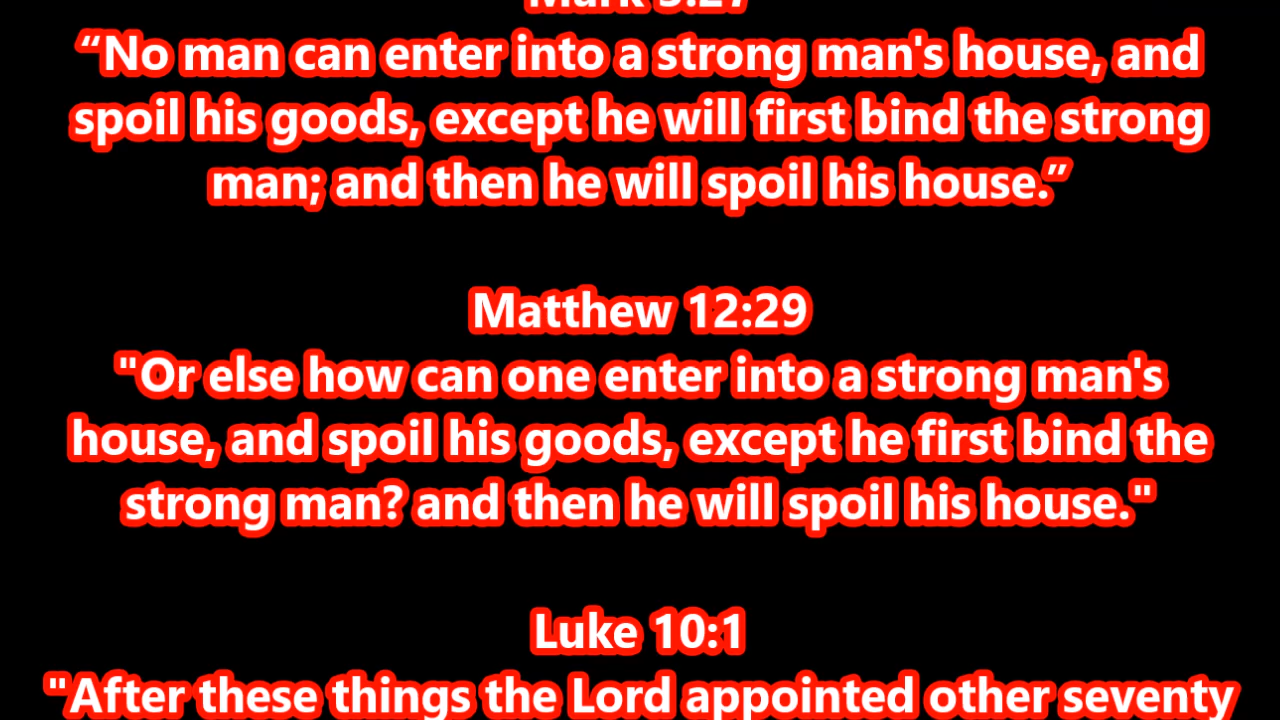 Mark 3:27
“No man can enter into a strong man's house, and
spoil his goods, except he will first bind the strong
man; and then he will spoil his house.”
Matthew 12:29
"Or else how can one enter into a strong man's
house, and spoil his goods, except he first bind the
strong man? and then he will spoil his house."
Luke 10:1
"After these things the Lord appointed other seventy